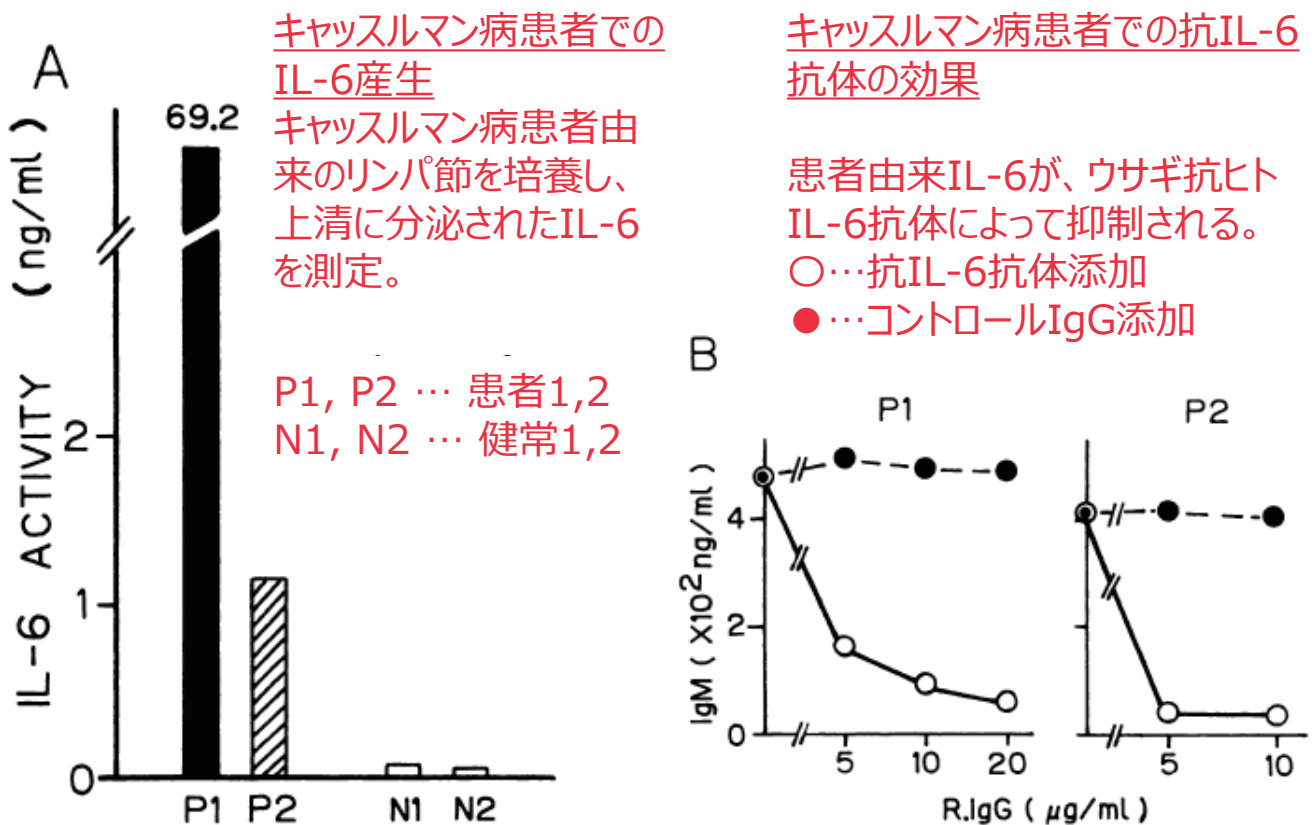 A
IL-6 ACTIVITY (ng/ml)
69.2
2
1
0
P1
P2
N1
N2
キャッスルマン病患者での
IL-6産生
キャッスルマン病患者由
来のリンパ節を培養し、
上清に分泌されたIL-6
を測定。
P1, P2 … 患者1,2
N1, N2 … 健常1,2
キャッスルマン病患者での抗IL-6
抗体の効果
患者由来IL-6が、ウサギ抗ヒト
IL-6抗体によって抑制される。
○…抗IL-6抗体添加
●…コントロールIgG添加
B
P1
P2
IgM ( X10² ng/ml)
4
2
0
5
10
20
5
10
R.IgG ( μg/ml)